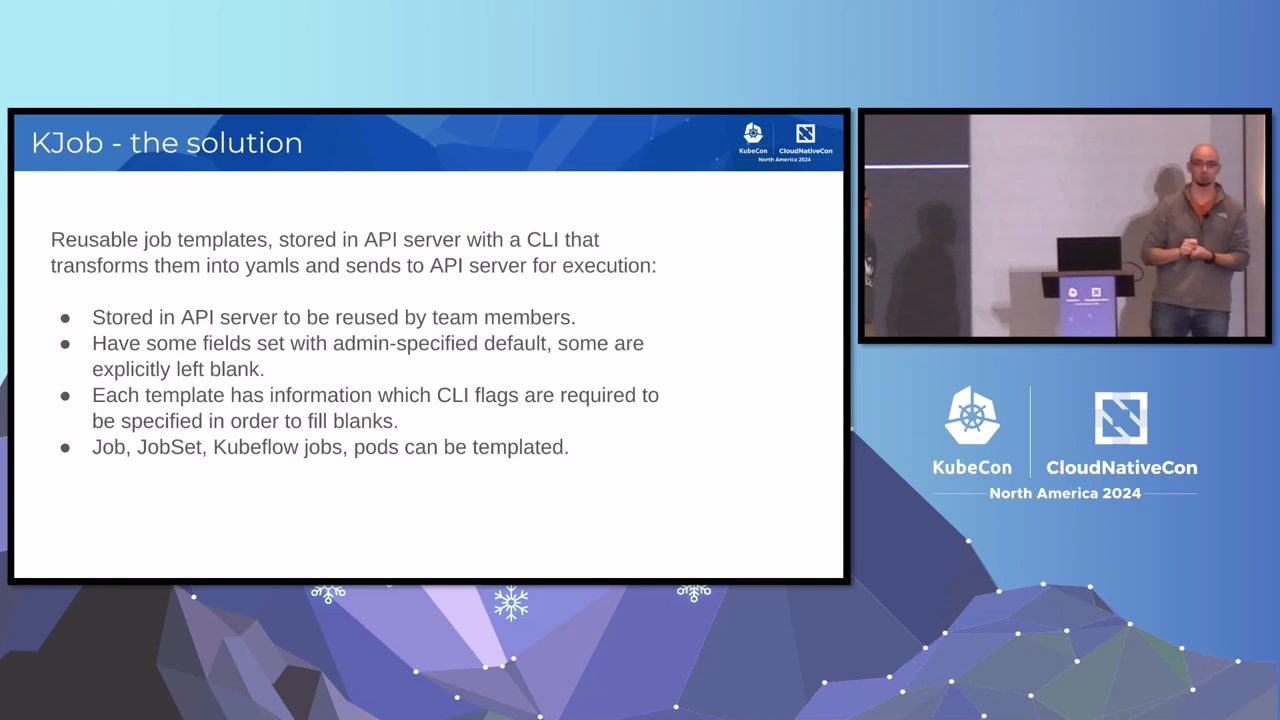 KJob - the solution
KubeCon
CloudNativeCon
North America 2024
Reusable job templates, stored in API server with a CLI that
transforms them into yamls and sends to API server for execution:
● Stored in API server to be reused by team members.
● Have some fields set with admin-specified default, some are
explicitly left blank.
● Each template has information which CLI flags are required to
be specified in order to fill blanks.
● Job, JobSet, Kubeflow jobs, pods can be templated.
KubeCon
CloudNativeCon
North America 2024